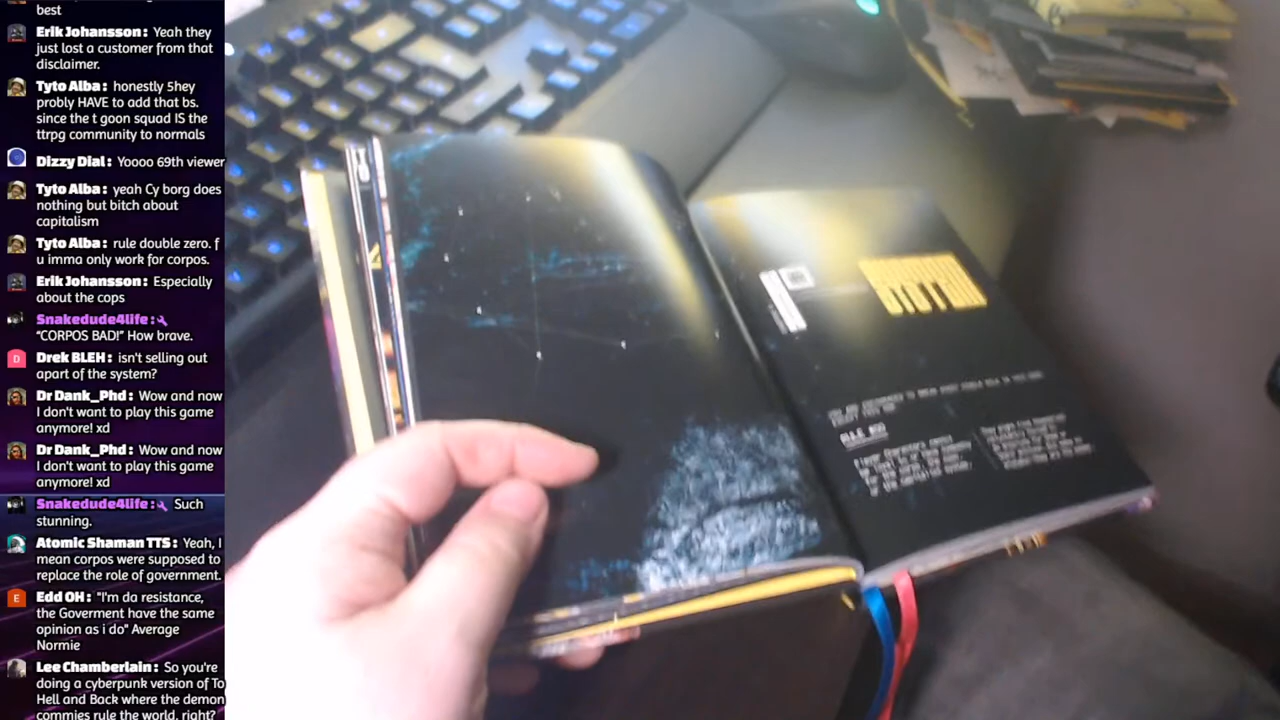 best
Erik Johansson: Yeah they
just lost a customer from that
disclaimer.
Tyto Alba: honestly 5hey
probly HAVE to add that bs.
since the t goon squad IS the
ttrpg community to normals
Dizzy Dial: Yoooo 69th viewer
Tyto Alba: yeah Cy borg does
nothing but bitch about
capitalism
Tyto Alba: rule double zero. f
u imma only work for corpos.
Erik Johansson: Especially
about the cops
Snakedude4life:
"CORPOS BAD!" How brave.
D
Drek BLEH: isn't selling out
apart of the system?
Dr Dank_Phd: Wow and now
I don't want to play this game
anymore! xd
Dr Dank_Phd: Wow and now
I don't want to play this game
anymore! xd
Snakedude4life: Such
stunning.
Atomic Shaman TTS: Yeah, I
mean corpos were supposed to
replace the role of government.
E
Edd OH: "I'm da resistance,
the Goverment have the same
opinion as i do" Average
Normie
Lee Chamberlain: So you're
doing a cyberpunk version of To
Hell and Back where the demon
commies rule the world, right?
RULE #00